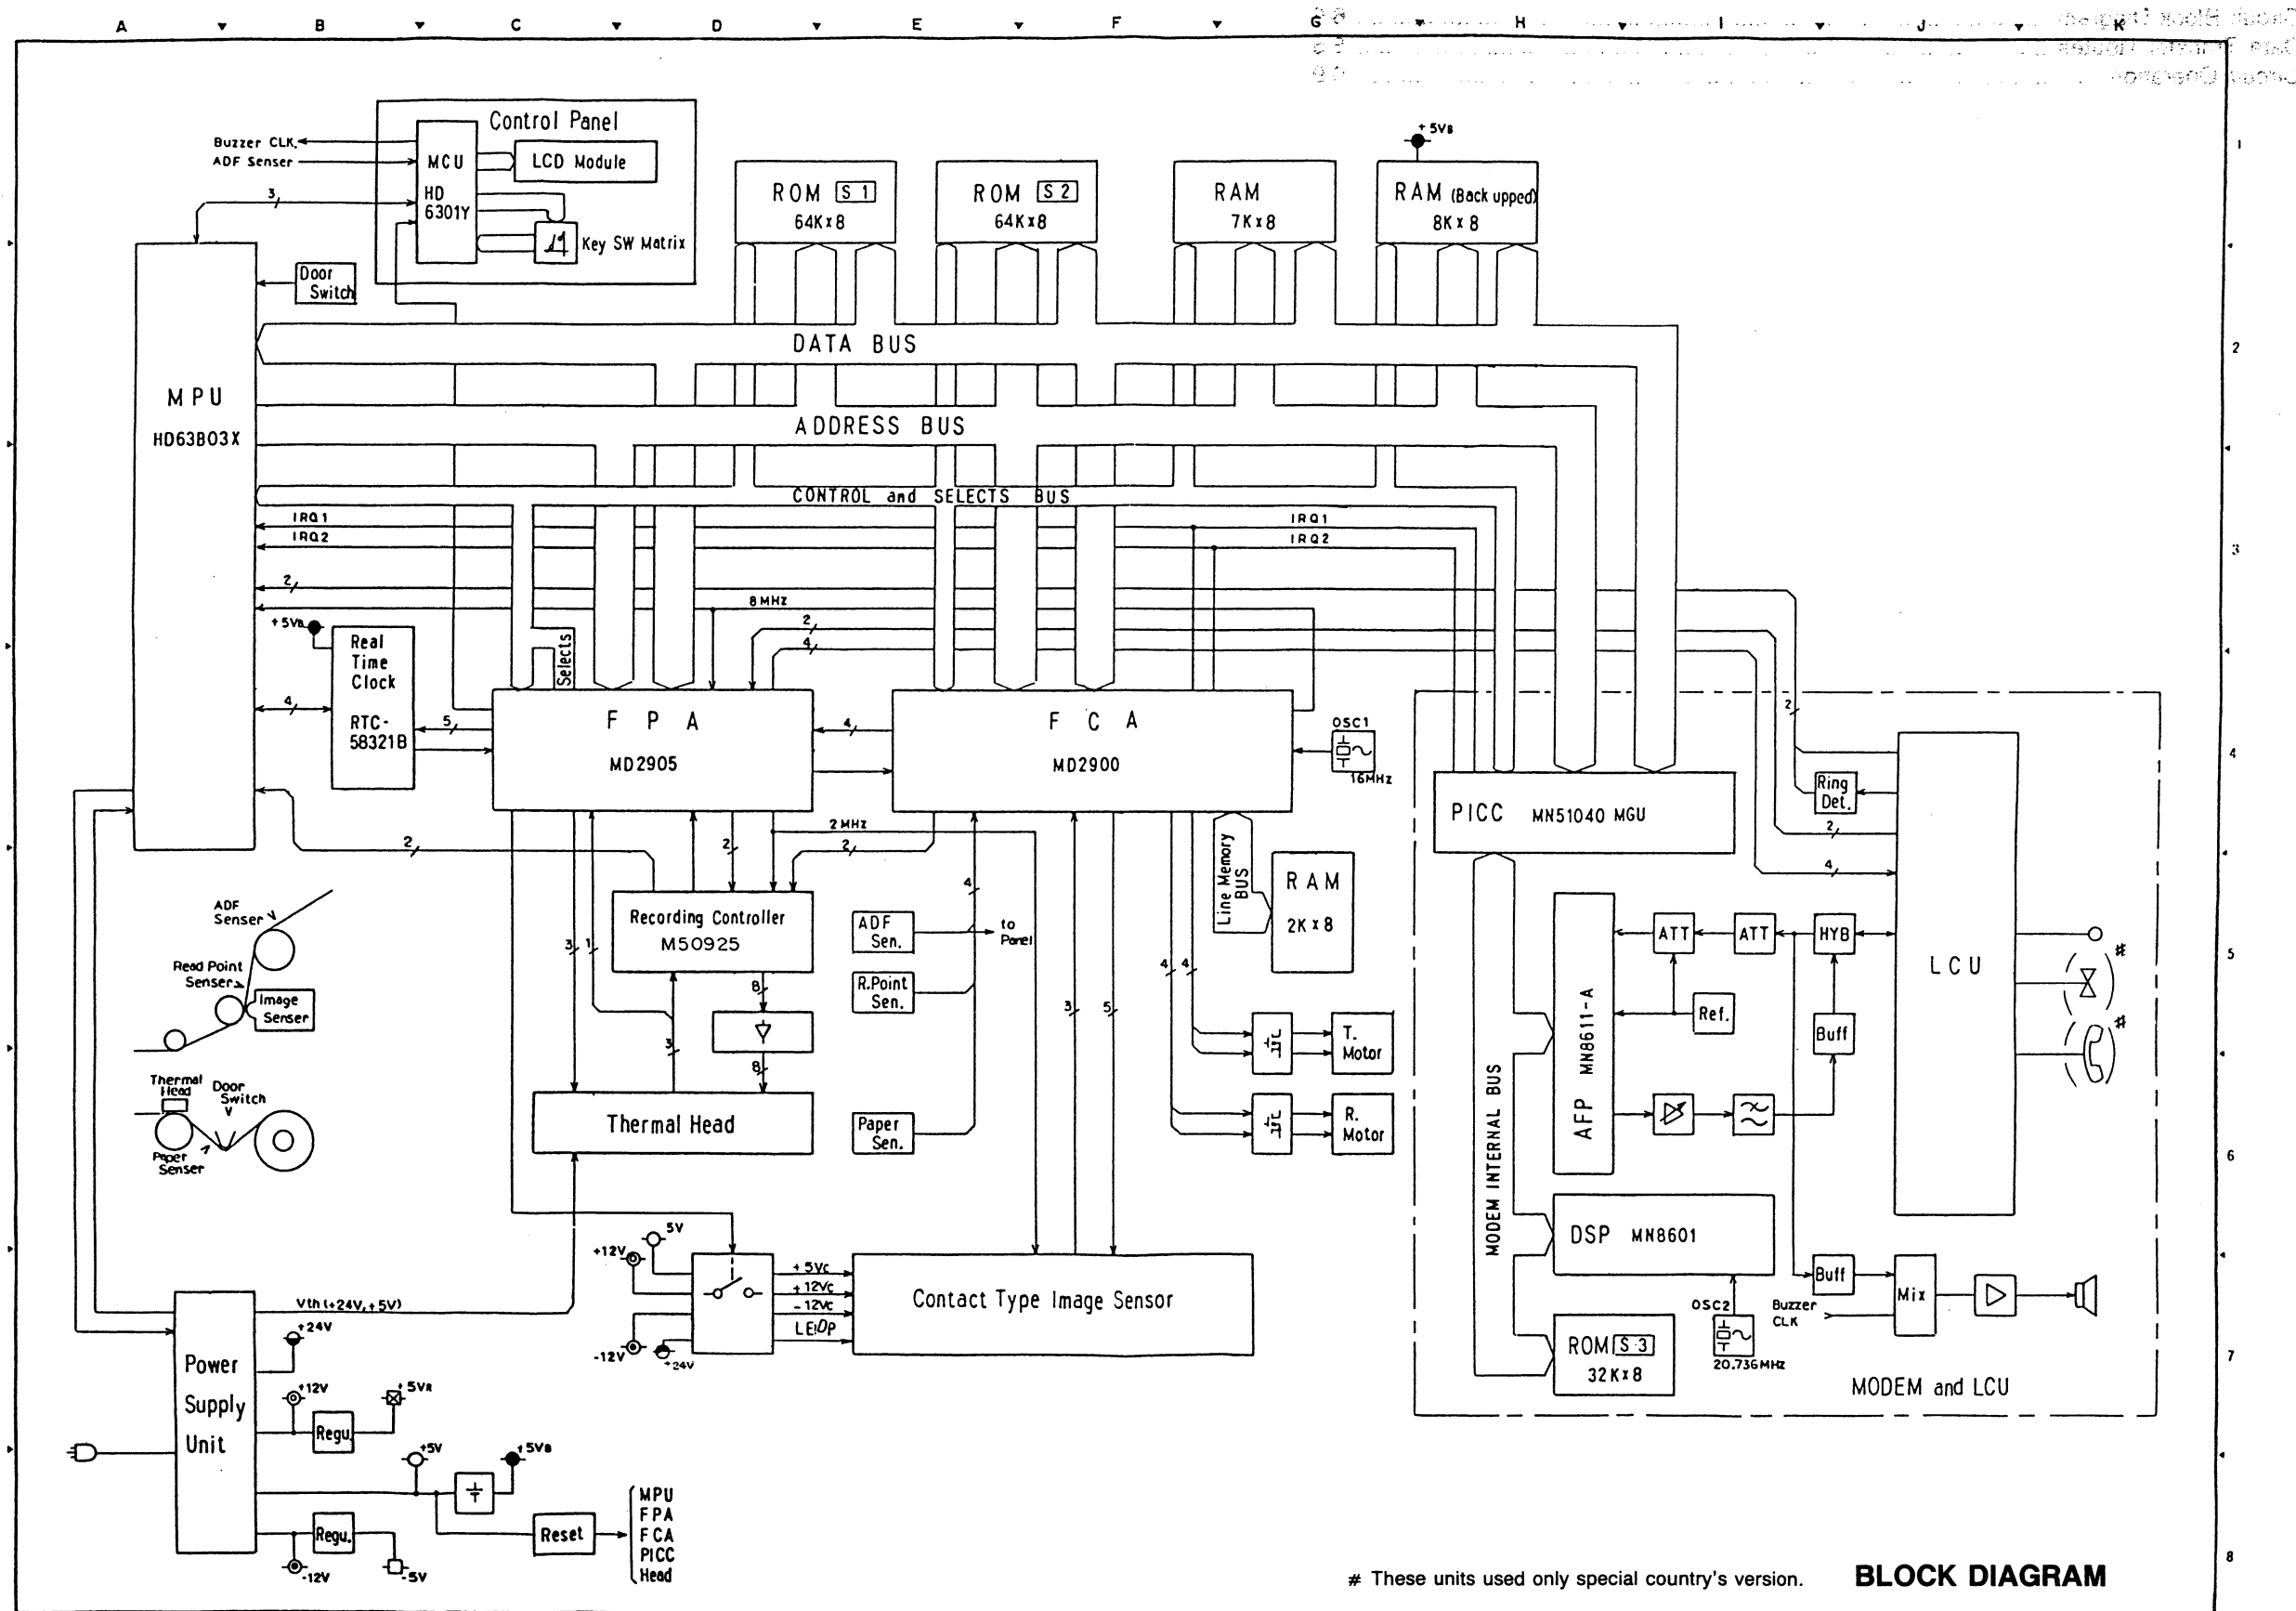 A B C D E F G H I J K
Control Panel
Buzzer CLK.
ADF Senser
MCU
HD
6301Y
LCD Module
Key SW Matrix
3
ROM S 1
64K x 8
ROM S 2
64K x 8
RAM
7K x 8
+ 5VB
RAM (Back upped)
8K x 8
1
Door
Switch
DATA BUS
2
MPU
HD63B03X
ADDRESS BUS
CONTROL and SELECTS BUS
IRQ1
IRQ2
IRQ1
IRQ2
3
2
8 MHZ
2
4
+ 5VB
Real
Time
Clock
RTC-
58321B
4
5
Selects
F P A
MD2905
4
F C A
MD2900
OSC1
16MHZ
2
4
PICC MN51040 MGU
Ring
Det.
2
4
2
2
2 MHZ
2
Line Memory
BUS
RAM
2K x 8
Recording Controller
M50925
3
1
4
ADF
Sen.
to
Panel
R.Point
Sen.
8
3
8
3
5
4
4
T.
Motor
R.
Motor
Thermal Head
Paper
Sen.
ADF
Senser
Read Point
Senser
Image
Senser
Thermal
Head
Door
Switch
Paper
Senser
MODEM INTERNAL BUS
AFP MN8611-A
ATT
ATT
HYB
Ref.
Buff
LCU
#
#
5
6
DSP MN8601
OSC2
20.736MHZ
ROM S 3
32K x 8
Buff
Buzzer
CLK
Mix
MODEM and LCU
7
5V
+12V
-12V
+24V
+ 5Vc
+ 12Vc
- 12Vc
LEDP
Contact Type Image Sensor
Vth (+24V, +5V)
Power
Supply
Unit
+24V
+12V
Regu.
+ 5VR
+5V
+ 5VB
Regu.
-12V
-5V
Reset
MPU
FPA
FCA
PICC
Head
8
# These units used only special country's version.
BLOCK DIAGRAM